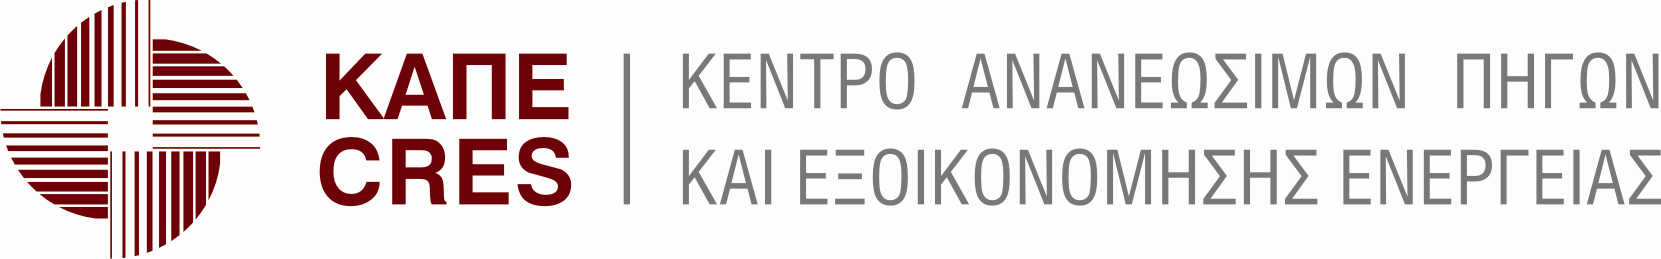 ΚΑΠΕ
CRES
ΚΕΝΤΡΟ ΑΝΑΝΕΩΣΙΜΩΝ ΠΗΓΩΝ
ΚΑΙ ΕΞΟΙΚΟΝΟΜΗΣΗΣ ΕΝΕΡΓΕΙΑΣ